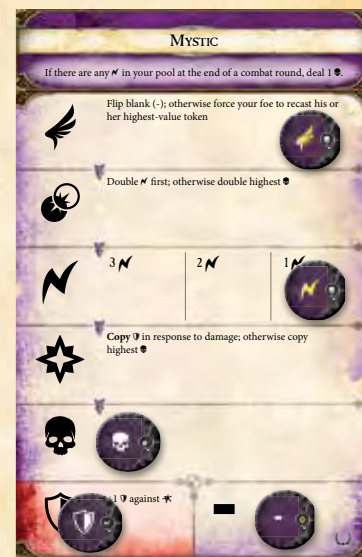 MYSTIC
If there are any in your pool at the end of a combat round, deal 1 .
Flip blank (-); otherwise force your foe to recast his or
her highest-value token
Double first; otherwise double highest
3
2
1
Copy in response to damage; otherwise copy
highest
1 against
-